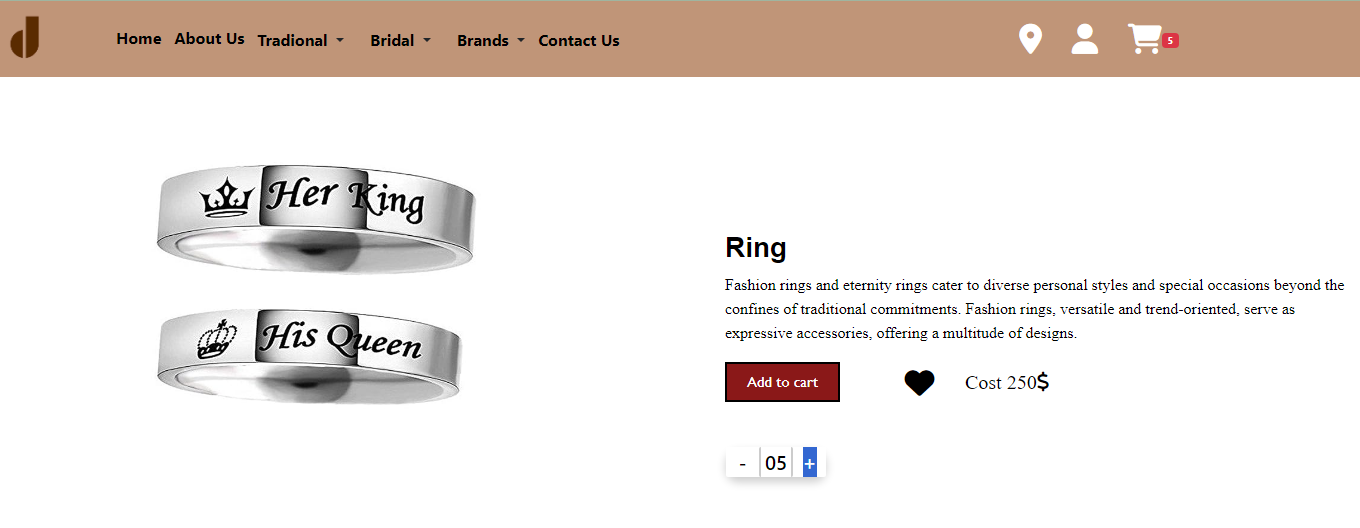 d
Home About Us Tradional Bridal Brands Contact Us 5
Her King
His Queen
Ring
Fashion rings and eternity rings cater to diverse personal styles and special occasions beyond the
confines of traditional commitments. Fashion rings, versatile and trend-oriented, serve as
expressive accessories, offering a multitude of designs.
Add to cart Cost 250$
- 05 +